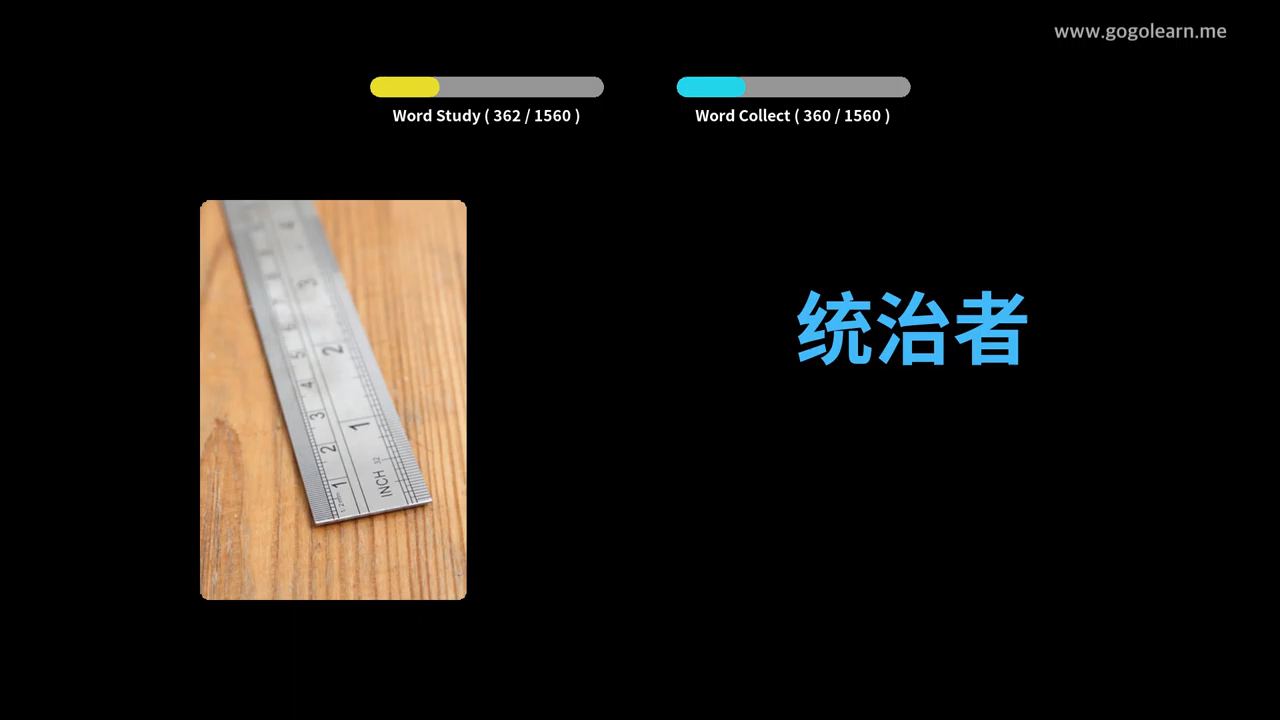 www.gogolearn.me
Word Study ( 362 / 1560 )
Word Collect ( 360 / 1560 )
统治者
3
2
1
INCH 32
6
5
4
3
2
1